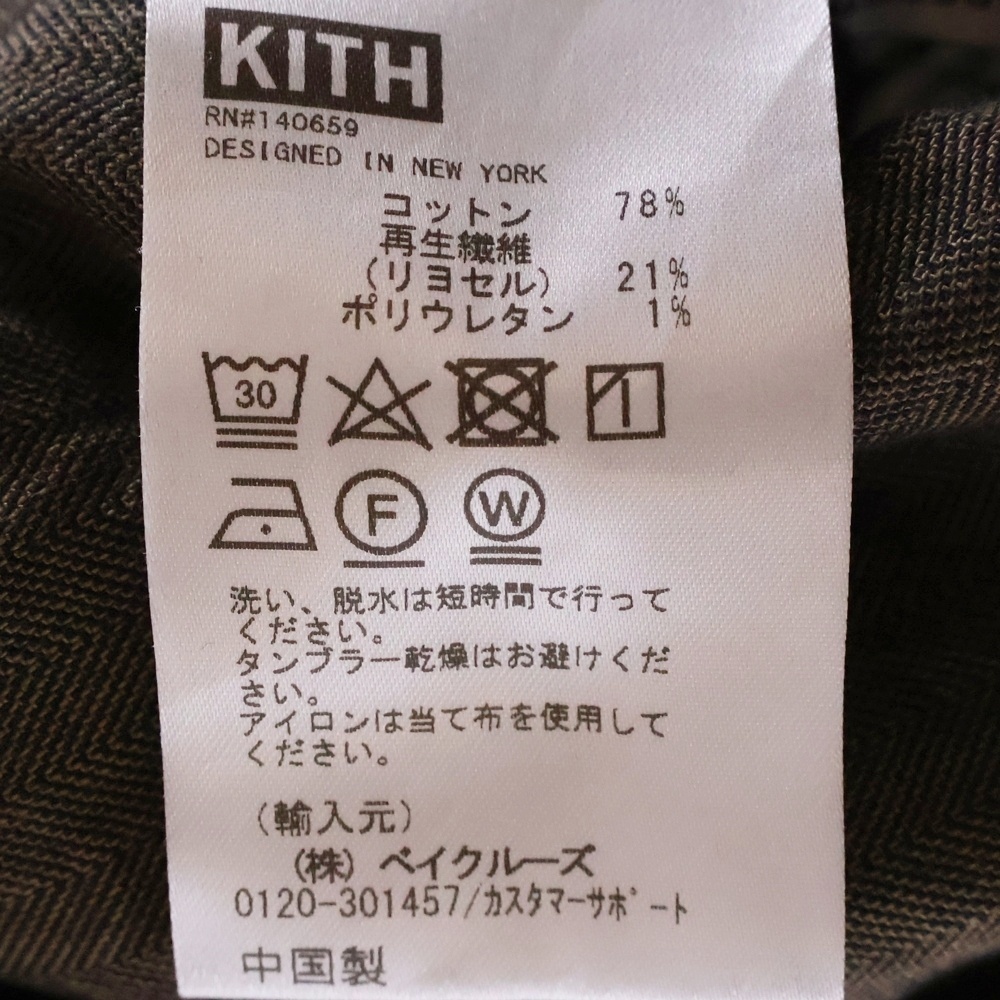 KITH
RN#140659
DESIGNED IN NEW YORK
コットン 78%
再生繊維
(リヨセル) 21%
ポリウレタン 1%
30
F W
洗い、脱水は短時間で行って
ください。
タンブラー乾燥はお避けくだ
さい。
アイロンは当て布を使用して
ください。
(輸入元)
(株) ベイクルーズ
0120-301457/カスタマーサポート
中国製